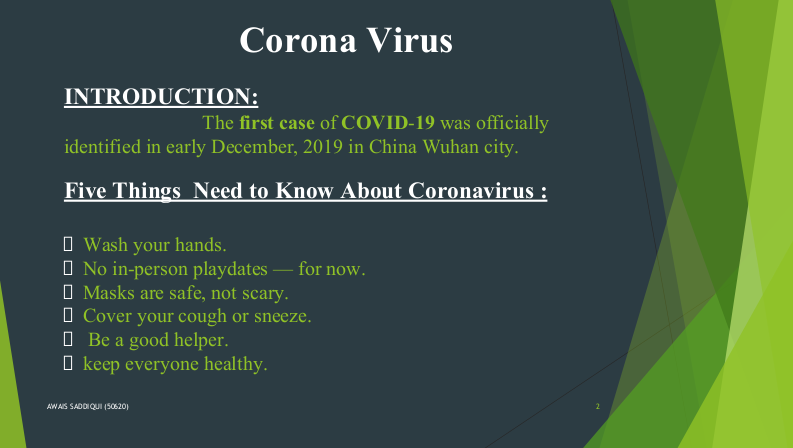 Corona Virus
INTRODUCTION:
The first case of COVID-19 was officially
identified in early December, 2019 in China Wuhan city.
Five Things  Need to Know About Coronavirus :
Wash your hands.
No in-person playdates — for now.
Masks are safe, not scary.
Cover your cough or sneeze.
Be a good helper.
keep everyone healthy.
AWAIS SADDIQUI (50620)
2